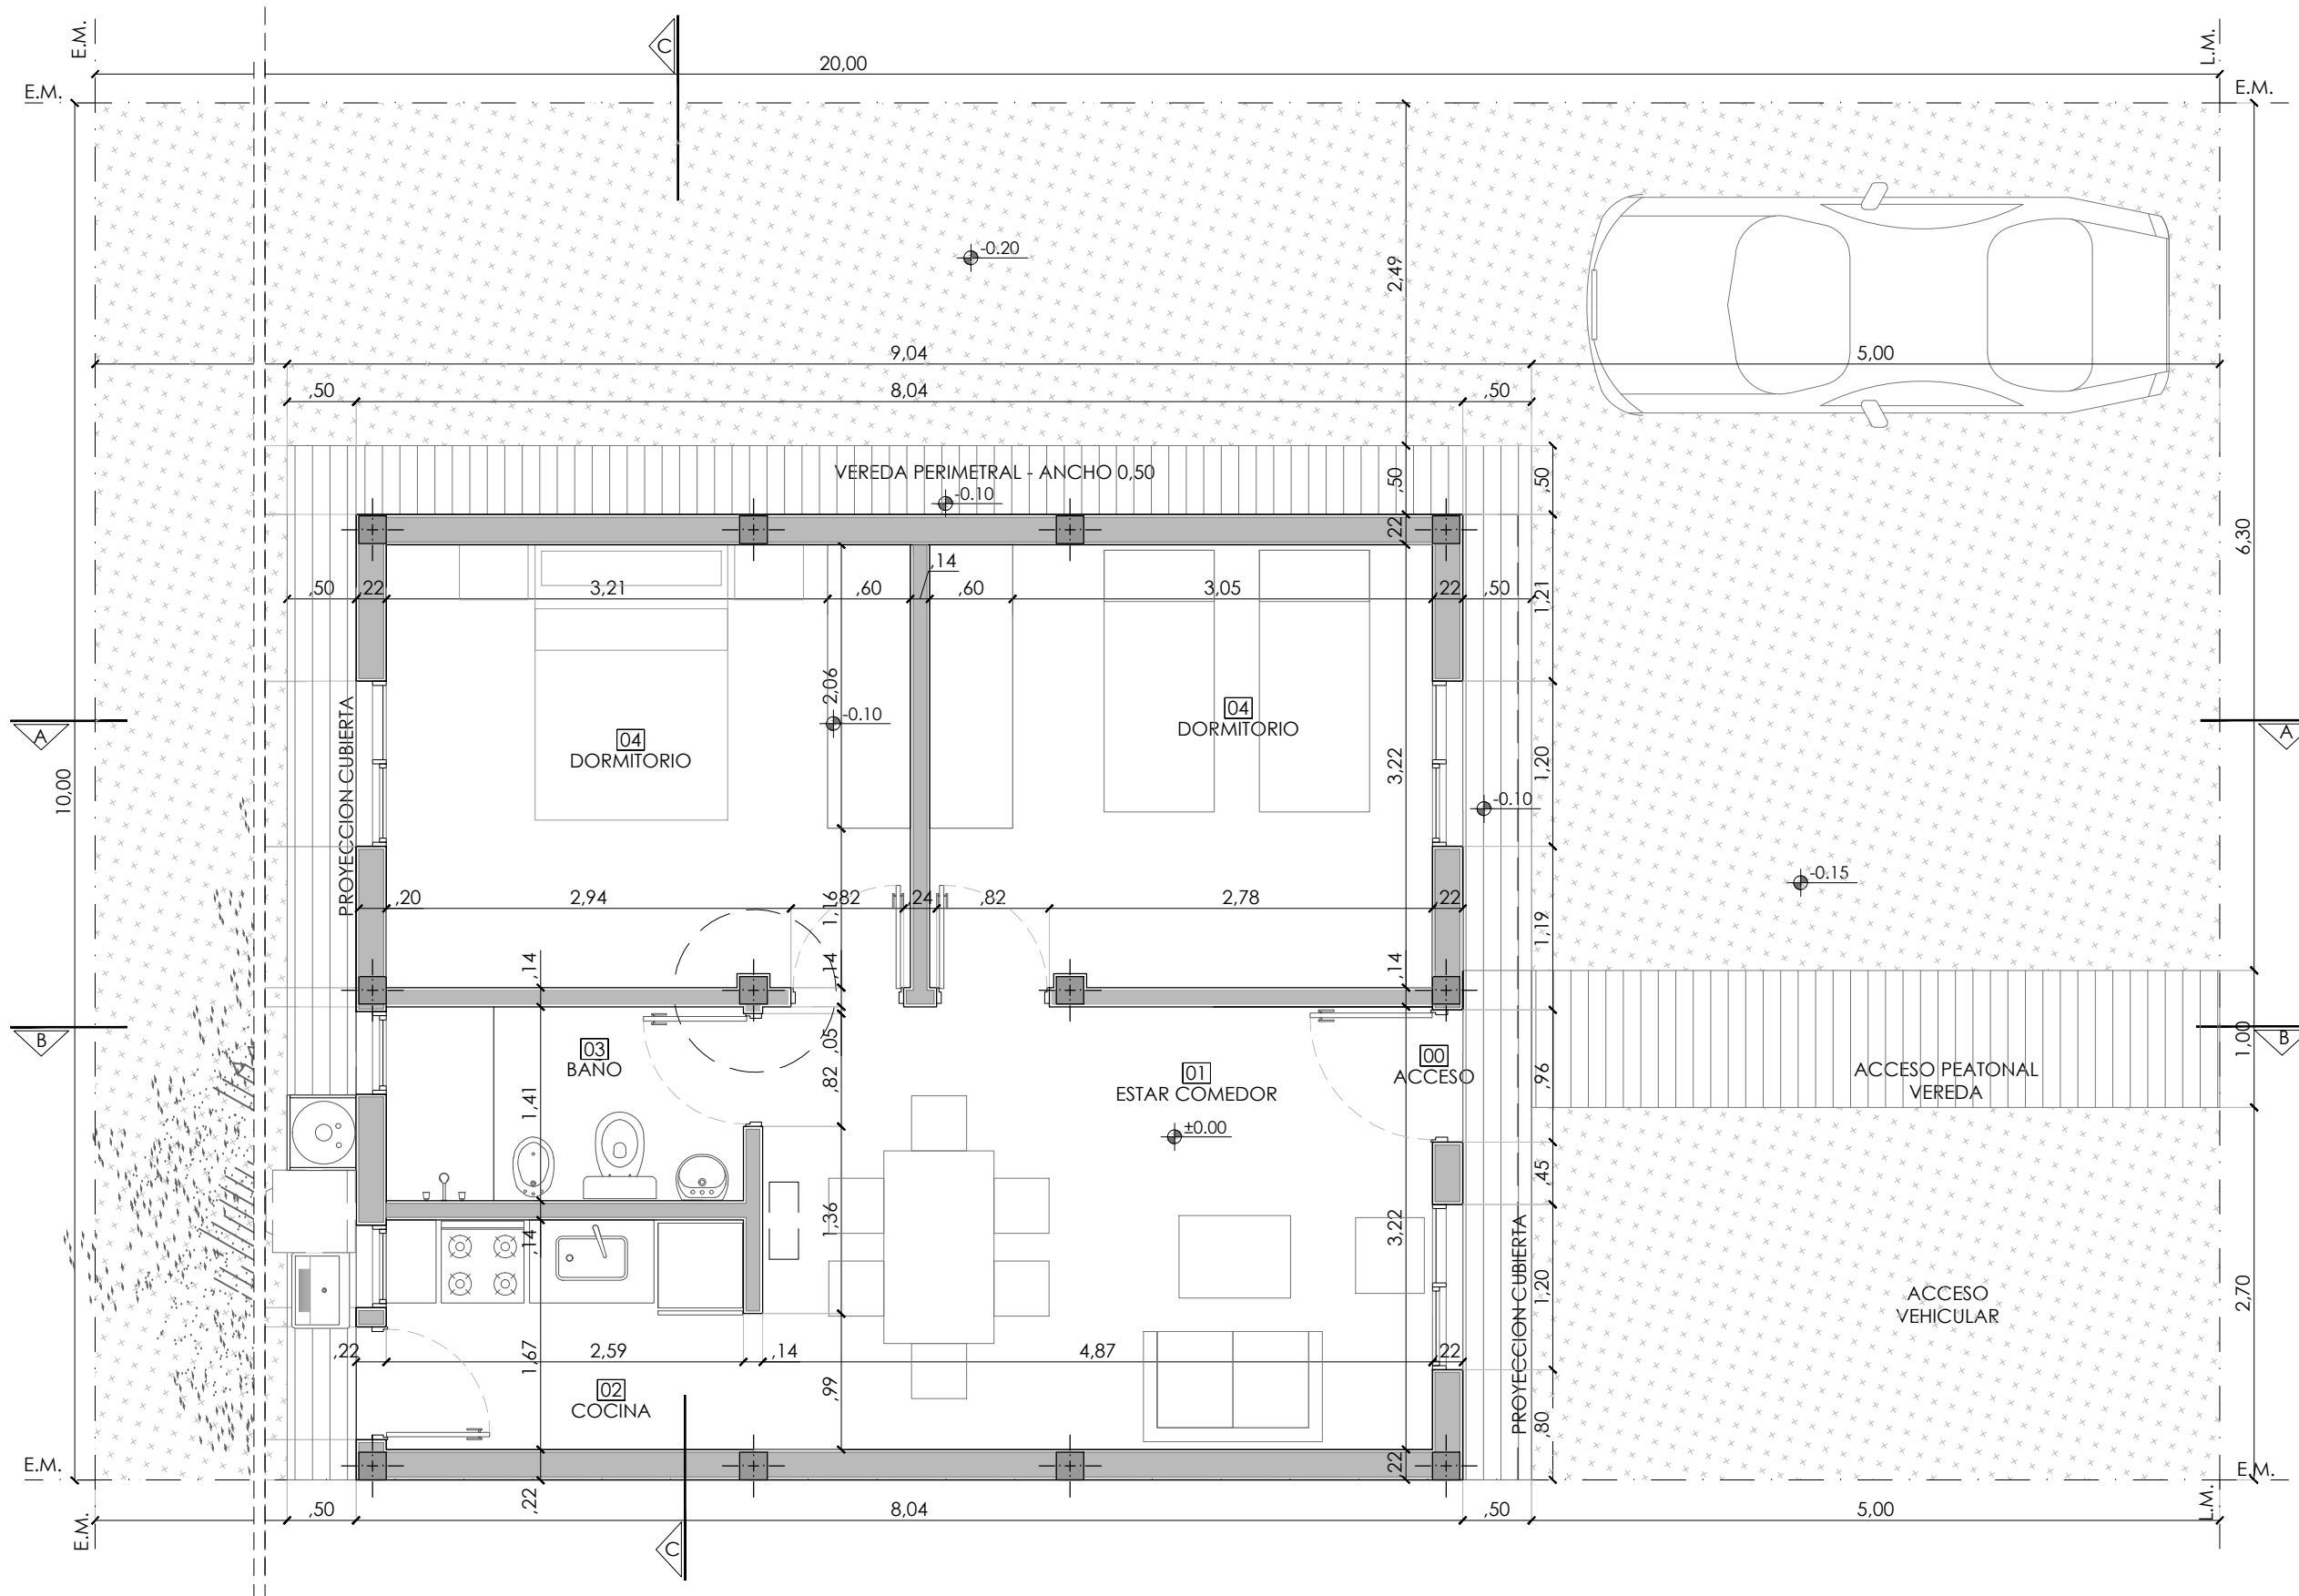 E.M.
L.M.
C
20,00
E.M.
E.M.
-0.20
2,49
9,04
5,00
,50
8,04
,50
VEREDA PERIMETRAL - ANCHO 0,50
-0.10
,50
,50
,22
6,30
,14
,50
,22
3,21
,60
,60
3,05
,22
,50
1,21
2,06
-0.10
04
DORMITORIO
04
DORMITORIO
A
A
10,00
PROYECCION CUBIERTA
3,22
1,20
-0.10
-0.15
,20
2,94
,82
,24
,82
2,78
,22
1,16
1,19
,14
,14
,14
B
B
03
BAÑO
,05
,82
1,41
01
ESTAR COMEDOR
±0.00
00
ACCESO
,96
1,00
ACCESO PEATONAL
VEREDA
,45
,14
1,36
3,22
PROYECCION CUBIERTA
1,20
ACCESO
VEHICULAR
2,70
,22
2,59
,14
4,87
,22
1,67
,99
02
COCINA
,80
E.M.
E.M.
,22
,22
,50
8,04
,50
5,00
E.M.
L.M.
C